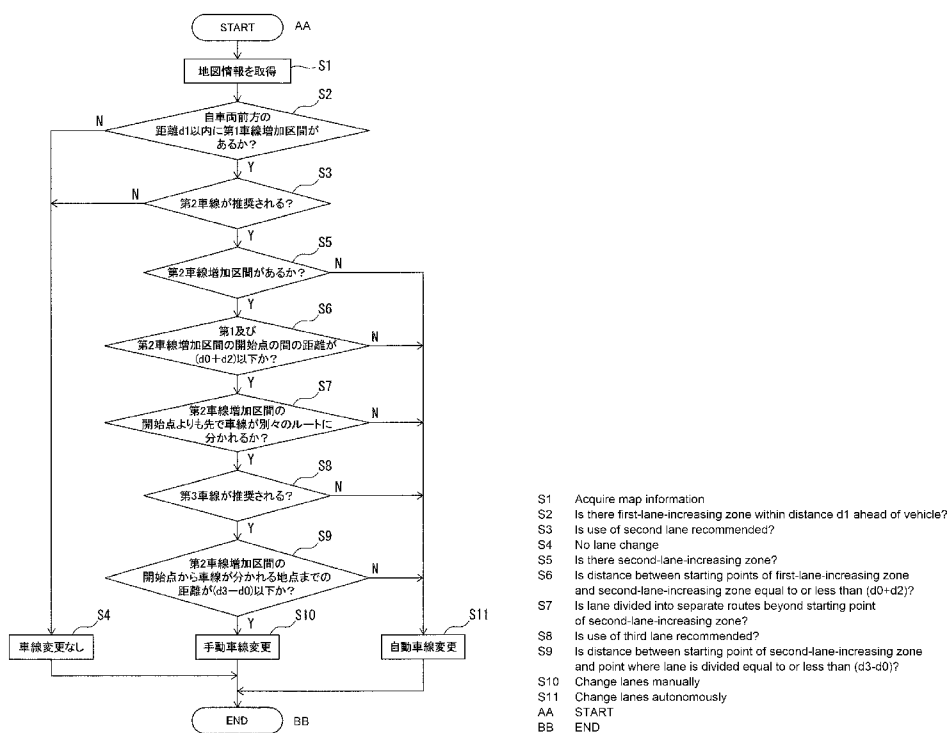 START
AA
S1
地図情報を取得
S2
N
自車両前方の
距離d1以内に第1車線増加区間が
あるか?
Y
S3
N
第2車線が推奨される?
Y
S5
第2車線増加区間があるか?
N
Y
S6
第1及び
第2車線増加区間の開始点の間の距離が
(d0+d2)以下か?
N
Y
S7
第2車線増加区間の
開始点よりも先で車線が別々のルートに
分かれるか?
N
Y
S8
第3車線が推奨される?
N
Y
S9
第2車線増加区間の
開始点から車線が分かれる地点までの
距離が(d3-d0)以下か?
N
Y
S4
車線変更なし
S10
手動車線変更
S11
自動車線変更
END
BB
S1 Acquire map information
S2 Is there first-lane-increasing zone within distance d1 ahead of vehicle?
S3 Is use of second lane recommended?
S4 No lane change
S5 Is there second-lane-increasing zone?
S6 Is distance between starting points of first-lane-increasing zone
and second-lane-increasing zone equal to or less than (d0+d2)?
S7 Is lane divided into separate routes beyond starting point
of second-lane-increasing zone?
S8 Is use of third lane recommended?
S9 Is distance between starting point of second-lane-increasing zone
and point where lane is divided equal to or less than (d3-d0)?
S10 Change lanes manually
S11 Change lanes autonomously
AA START
BB END